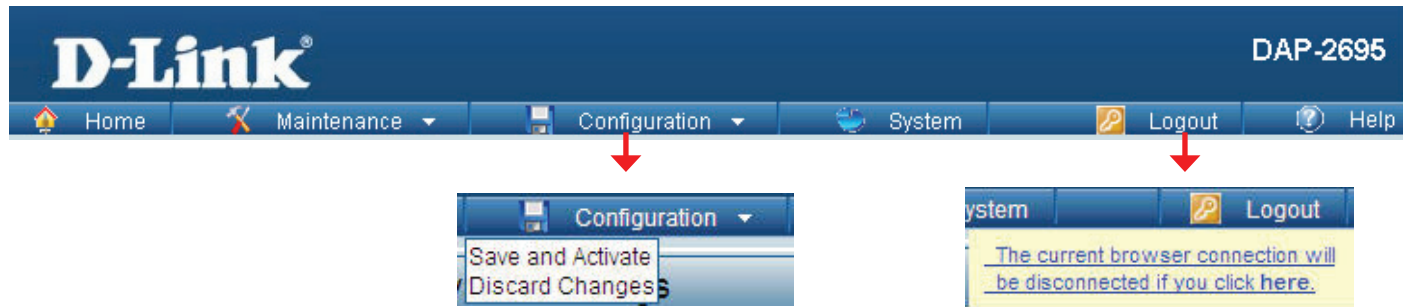 D-Link®
DAP-2695
Home Maintenance Configuration System Logout Help
Configuration
Save and Activate
Discard Changes
ystem Logout
The current browser connection will
be disconnected if you click here.